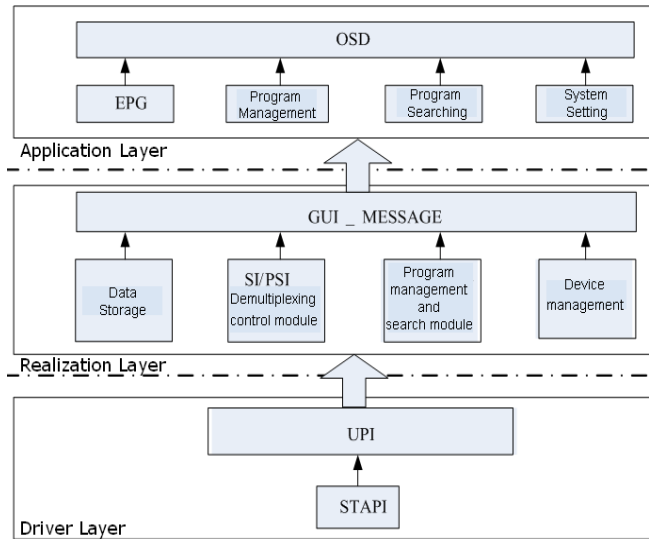 OSD
EPG
Program
Management
Program
Searching
System
Setting
Application Layer
GUI _ MESSAGE
Data
Storage
SI/PSI
Demultiplexing
control module
Program
management
and
search module
Device
management
Realization Layer
UPI
STAPI
Driver Layer